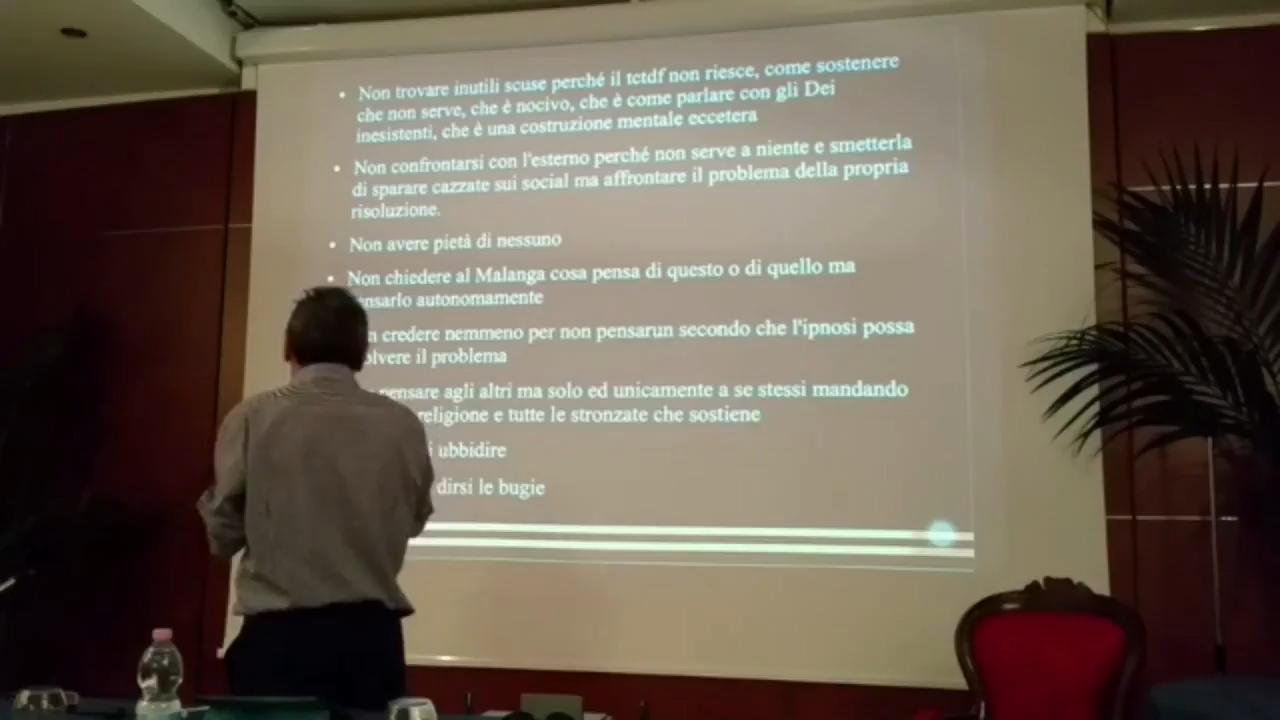 • Non trovare inutili scuse perché il tctdf non riesce, come sostenere
che non serve, che è nocivo, che è come parlare con gli Dei
inesistenti, che è una costruzione mentale eccetera
• Non confrontarsi con l'esterno perché non serve a niente e smetterla
di sparare cazzate sui social ma affrontare il problema della propria
risoluzione.
• Non avere pietà di nessuno
• Non chiedere al Malanga cosa pensa di questo o di quello ma
ensarlo autonomamente
n credere nemmeno per non pensarun secondo che l'ipnosi possa
olvere il problema
pensare agli altri ma solo ed unicamente a se stessi mandando
religione e tutte le stronzate che sostiene
i ubbidire
dirsi le bugie